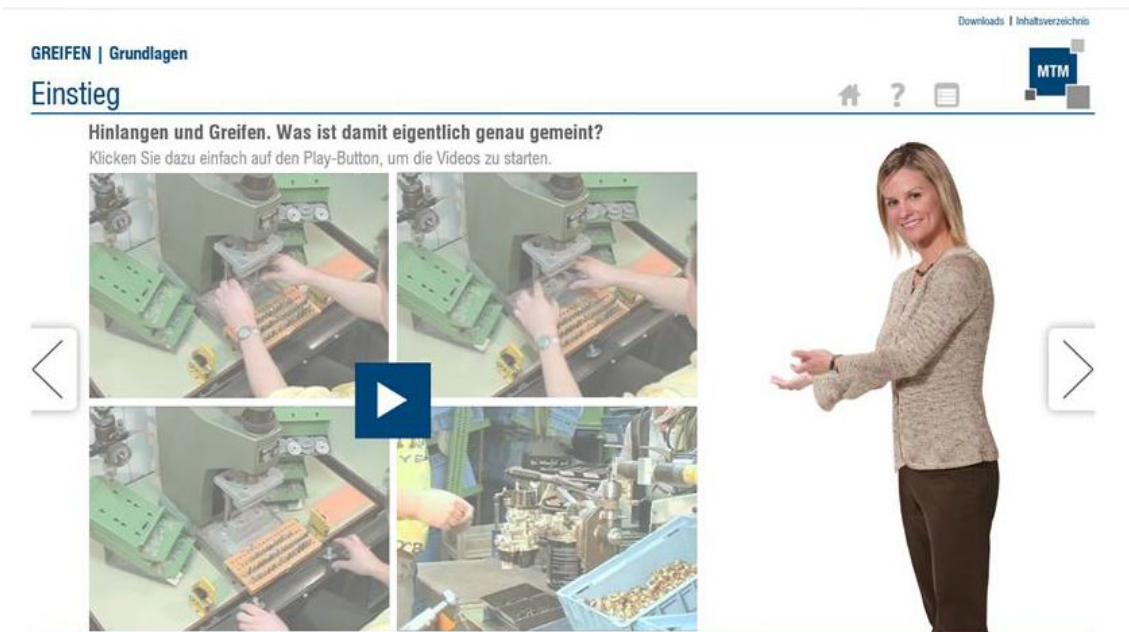 Downloads | Inhaltsverzeichnis
GREIFEN | Grundlagen
MTM
Einstieg
?
Hinlangen und Greifen. Was ist damit eigentlich genau gemeint?
Klicken Sie dazu einfach auf den Play-Button, um die Videos zu starten.